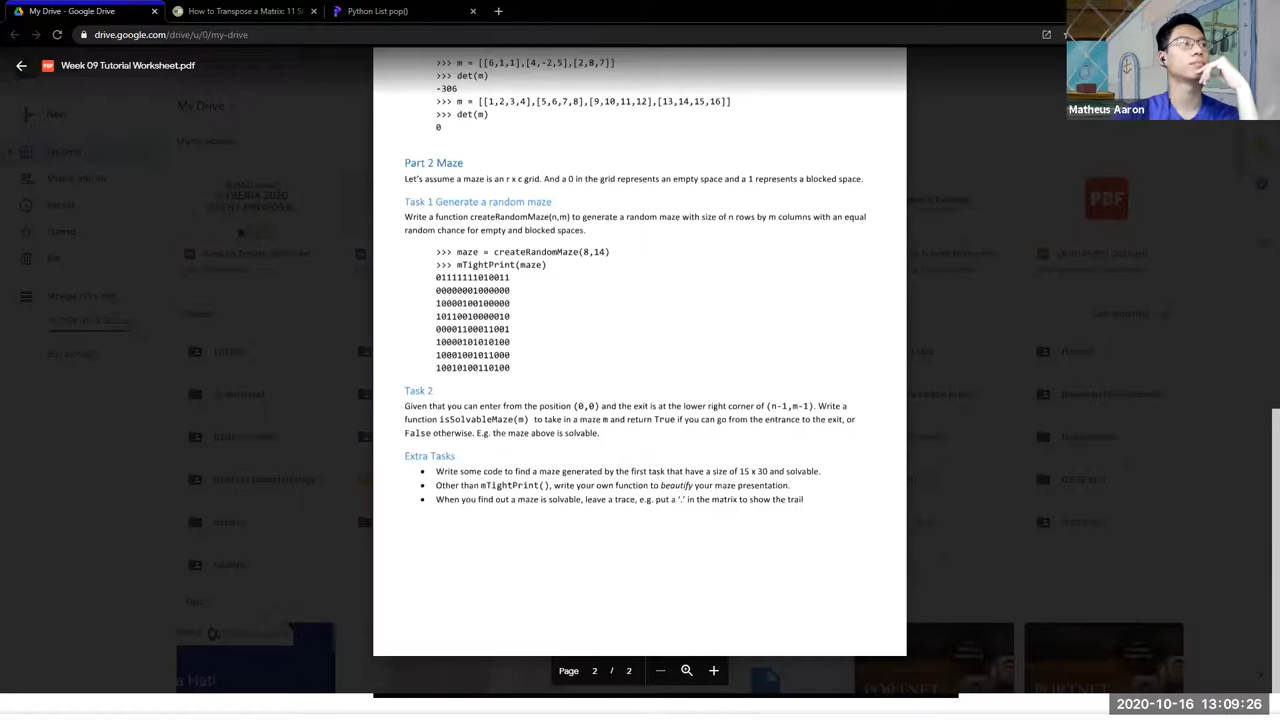 My Drive - Google Drive
How to Transpose a Matrix: 11 St
Python List pop()
drive.google.com/drive/u/0/my-drive
Week 09 Tutorial Worksheet.pdf
Matheus Aaron
>>> m = [[6,1,1],[4,-2,5],[2,8,7]]
>>> det(m)
-306
>>> m = [[1,2,3,4],[5,6,7,8],[9,10,11,12],[13,14,15,16]]
>>> det(m)
0
Part 2 Maze
Let's assume a maze is an r x c grid. And a 0 in the grid represents an empty space and a 1 represents a blocked space.
Task 1 Generate a random maze
Write a function createRandomMaze(n,m) to generate a random maze with size of n rows by m columns with an equal
random chance for empty and blocked spaces.
>>> maze = createRandomMaze(8,14)
>>> mTightPrint(maze)
01111111010011
00000001000000
10000100100000
10110010000010
00001100011001
10000101010100
10001001011000
10010100110100
Task 2
Given that you can enter from the position (0,0) and the exit is at the lower right corner of (n-1,m-1). Write a
function isSolvableMaze(m) to take in a maze m and return True if you can go from the entrance to the exit, or
False otherwise. E.g. the maze above is solvable.
Extra Tasks
• Write some code to find a maze generated by the first task that have a size of 15 x 30 and solvable.
• Other than mTightPrint(), write your own function to beautify your maze presentation.
• When you find out a maze is solvable, leave a trace, e.g. put a '.' in the matrix to show the trail
Page 2 / 2
2020-10-16 13:09:26